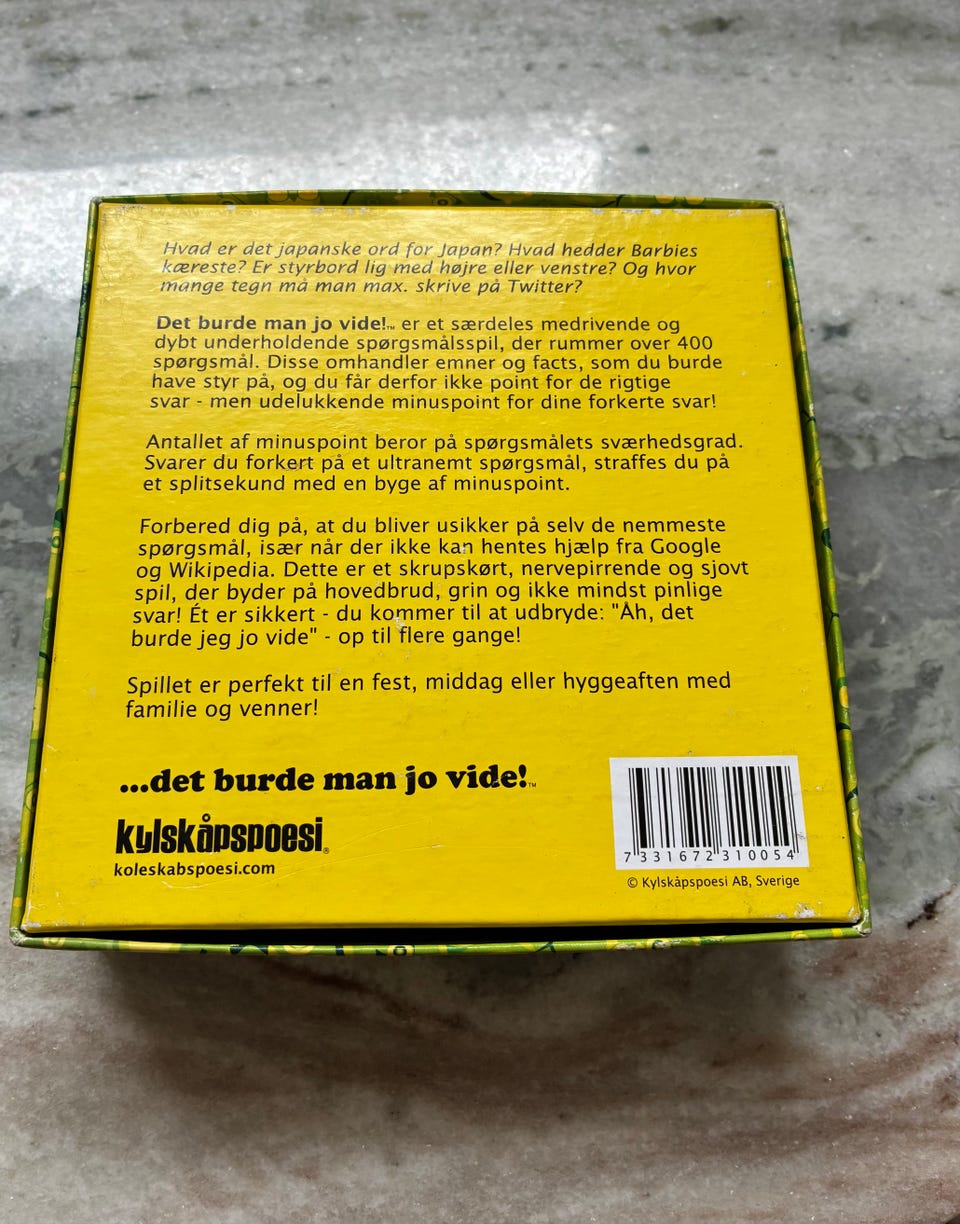 Hvad er det japanske ord for Japan? Hvad hedder Barbies
kæreste? Er styrbord lig med højre eller venstre? Og hvor
mange tegn må man max. skrive på Twitter?
Det burde man jo vide!™ er et særdeles medrivende og
dybt underholdende spørgsmålsspil, der rummer over 400
spørgsmål. Disse omhandler emner og facts, som du burde
have styr på, og du får derfor ikke point for de rigtige
svar - men udelukkende minuspoint for dine forkerte svar!
Antallet af minuspoint beror på spørgsmålets sværhedsgrad.
Svarer du forkert på et ultranemt spørgsmål, straffes du på
et splitsekund med en byge af minuspoint.
Forbered dig på, at du bliver usikker på selv de nemmeste
spørgsmål, især når der ikke kan hentes hjælp fra Google
og Wikipedia. Dette er et skrupskørt, nervepirrende og sjovt
spil, der byder på hovedbrud, grin og ikke mindst pinlige
svar! Ét er sikkert - du kommer til at udbryde: "Åh, det
burde jeg jo vide" - op til flere gange!
Spillet er perfekt til en fest, middag eller hyggeaften med
familie og venner!
...det burde man jo vide!™
kylskåpspoesi®
koleskabspoesi.com
7 331672 310054
© Kylskåpspoesi AB, Sverige